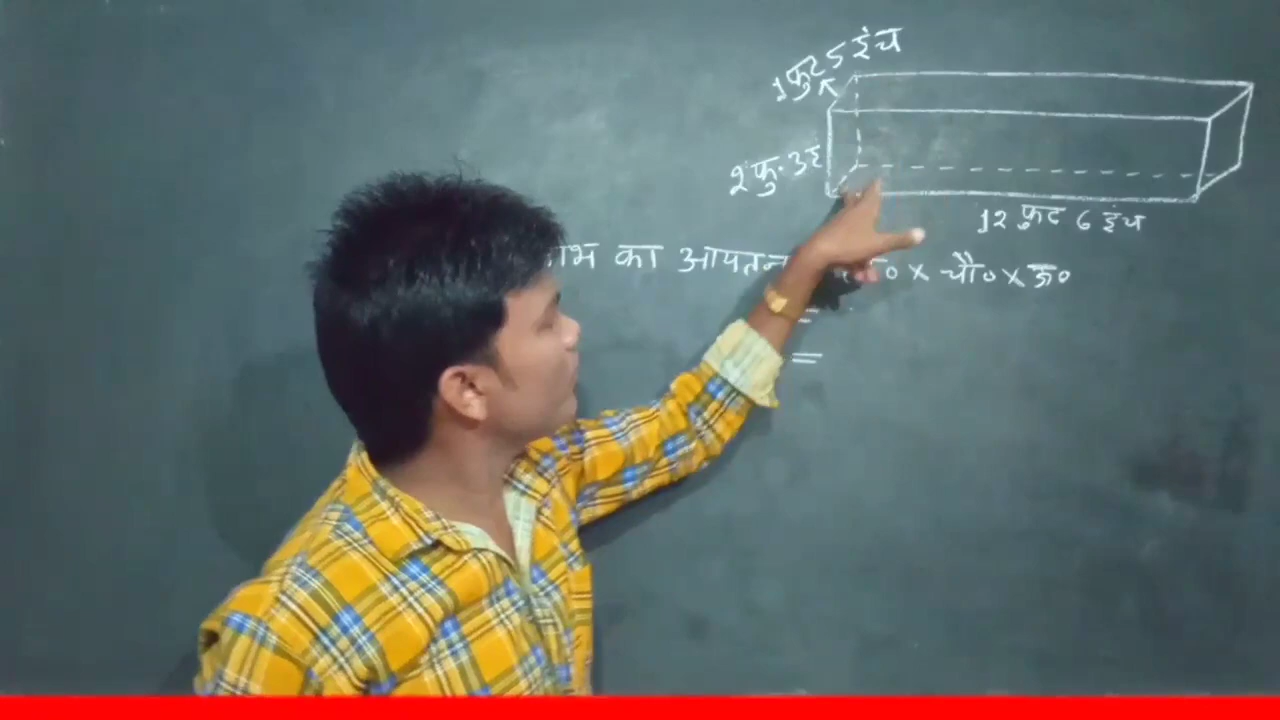 1 फुट 5 इंच
2 फु. 3 इ
12 फुट 6 इंच
का आयतन × चौ० × ऊ०
=
=